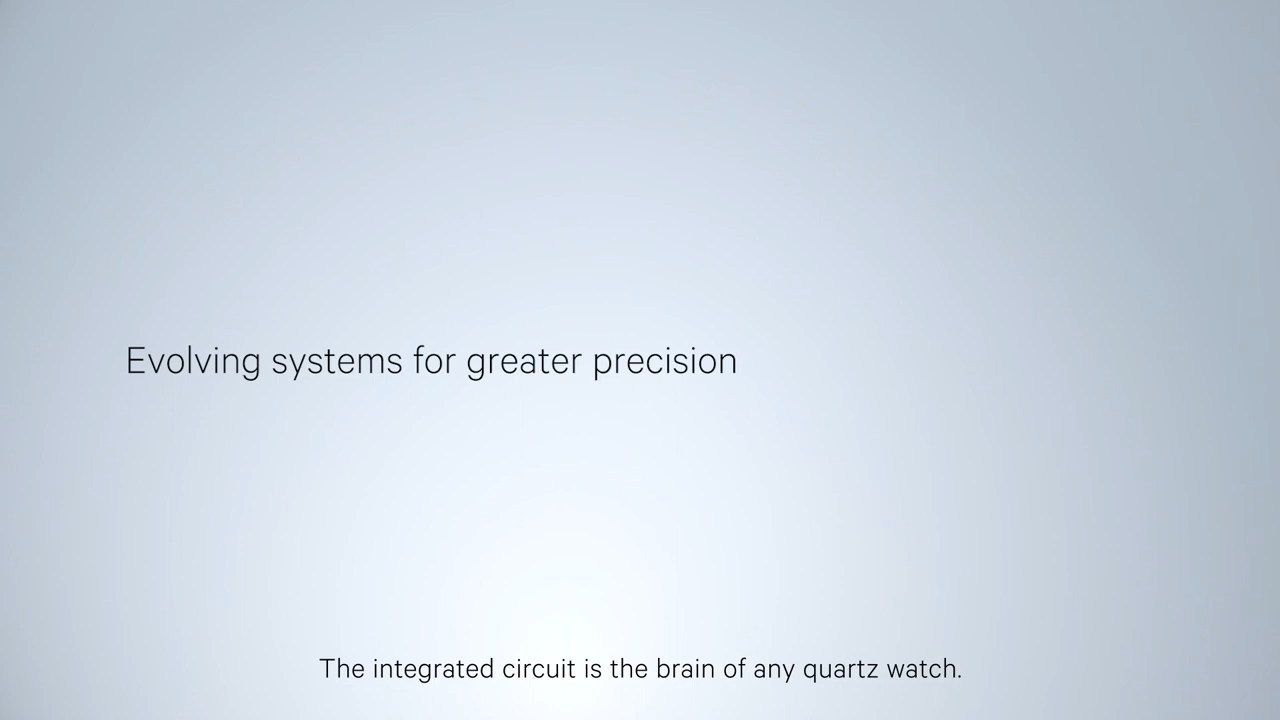 Evolving systems for greater precision
The integrated circuit is the brain of any quartz watch.